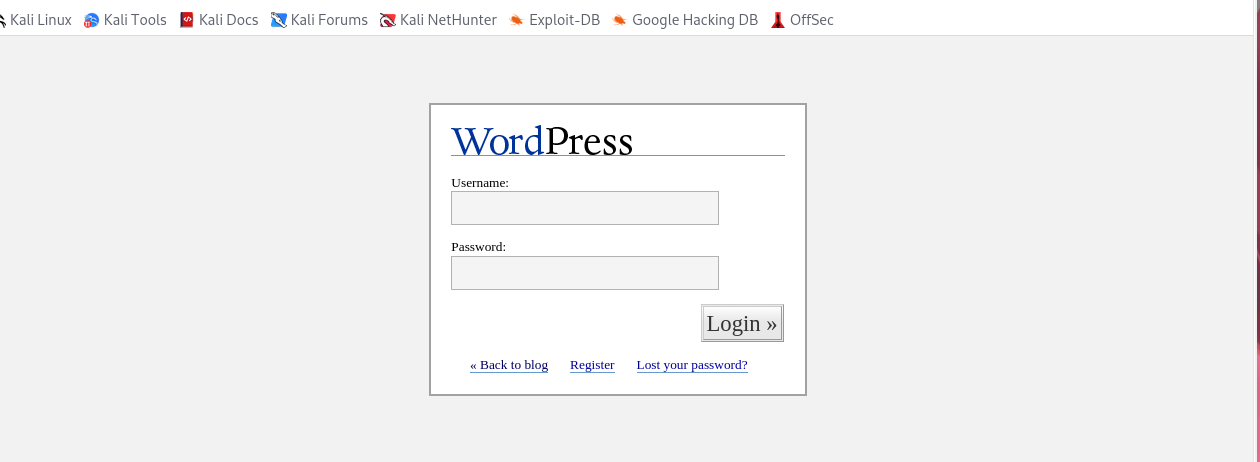 Kali Linux Kali Tools Kali Docs Kali Forums Kali NetHunter Exploit-DB Google Hacking DB OffSec
WordPress
Username:
Password:
Login »
« Back to blog Register Lost your password?